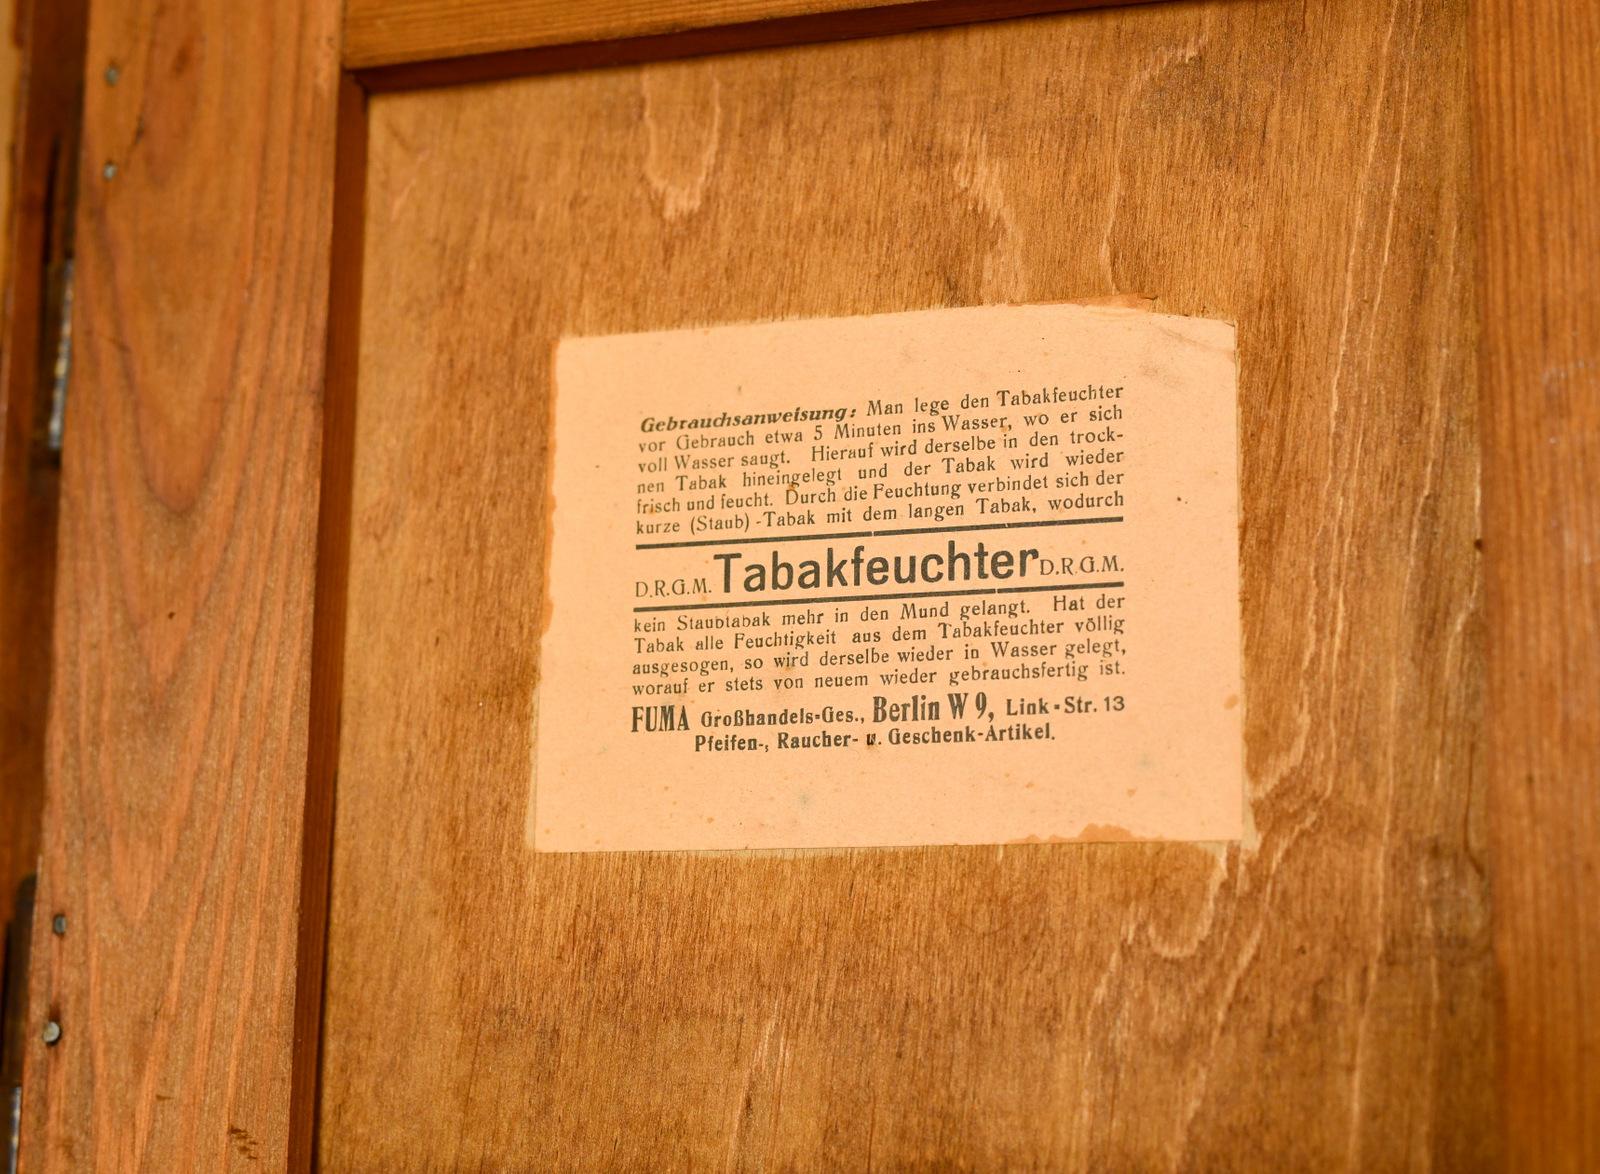 Gebrauchsanweisung: Man lege den Tabakfeuchter
vor Gebrauch etwa 5 Minuten ins Wasser, wo er sich
voll Wasser saugt. Hierauf wird derselbe in den trock-
nen Tabak hineingelegt und der Tabak wird wieder
frisch und feucht. Durch die Feuchtung verbindet sich der
kurze (Staub) -Tabak mit dem langen Tabak, wodurch
D.R.G.M. Tabakfeuchter D.R.G.M.
kein Staubtabak mehr in den Mund gelangt. Hat der
Tabak alle Feuchtigkeit aus dem Tabakfeuchter völlig
ausgesogen, so wird derselbe wieder in Wasser gelegt,
worauf er stets von neuem wieder gebrauchsfertig ist.
FUMA Großhandels-Ges., Berlin W 9, Link-Str. 13
Pfeifen-, Raucher- u. Geschenk-Artikel.